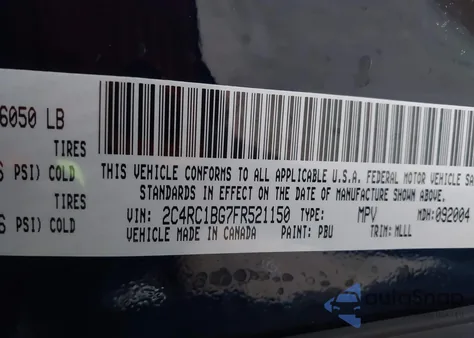 6050 LB
TIRES
PSI) COLD
TIRES
PSI) COLD
THIS VEHICLE CONFORMS TO ALL APPLICABLE U.S.A. FEDERAL MOTOR VEHICLE SA
STANDARDS IN EFFECT ON THE DATE OF MANUFACTURE SHOWN ABOVE.
VIN: 2C4RC1BG7FR521150 TYPE: MPV MDH:092004
VEHICLE MADE IN CANADA PAINT: PBU TRIM: MLLL
autoSnap